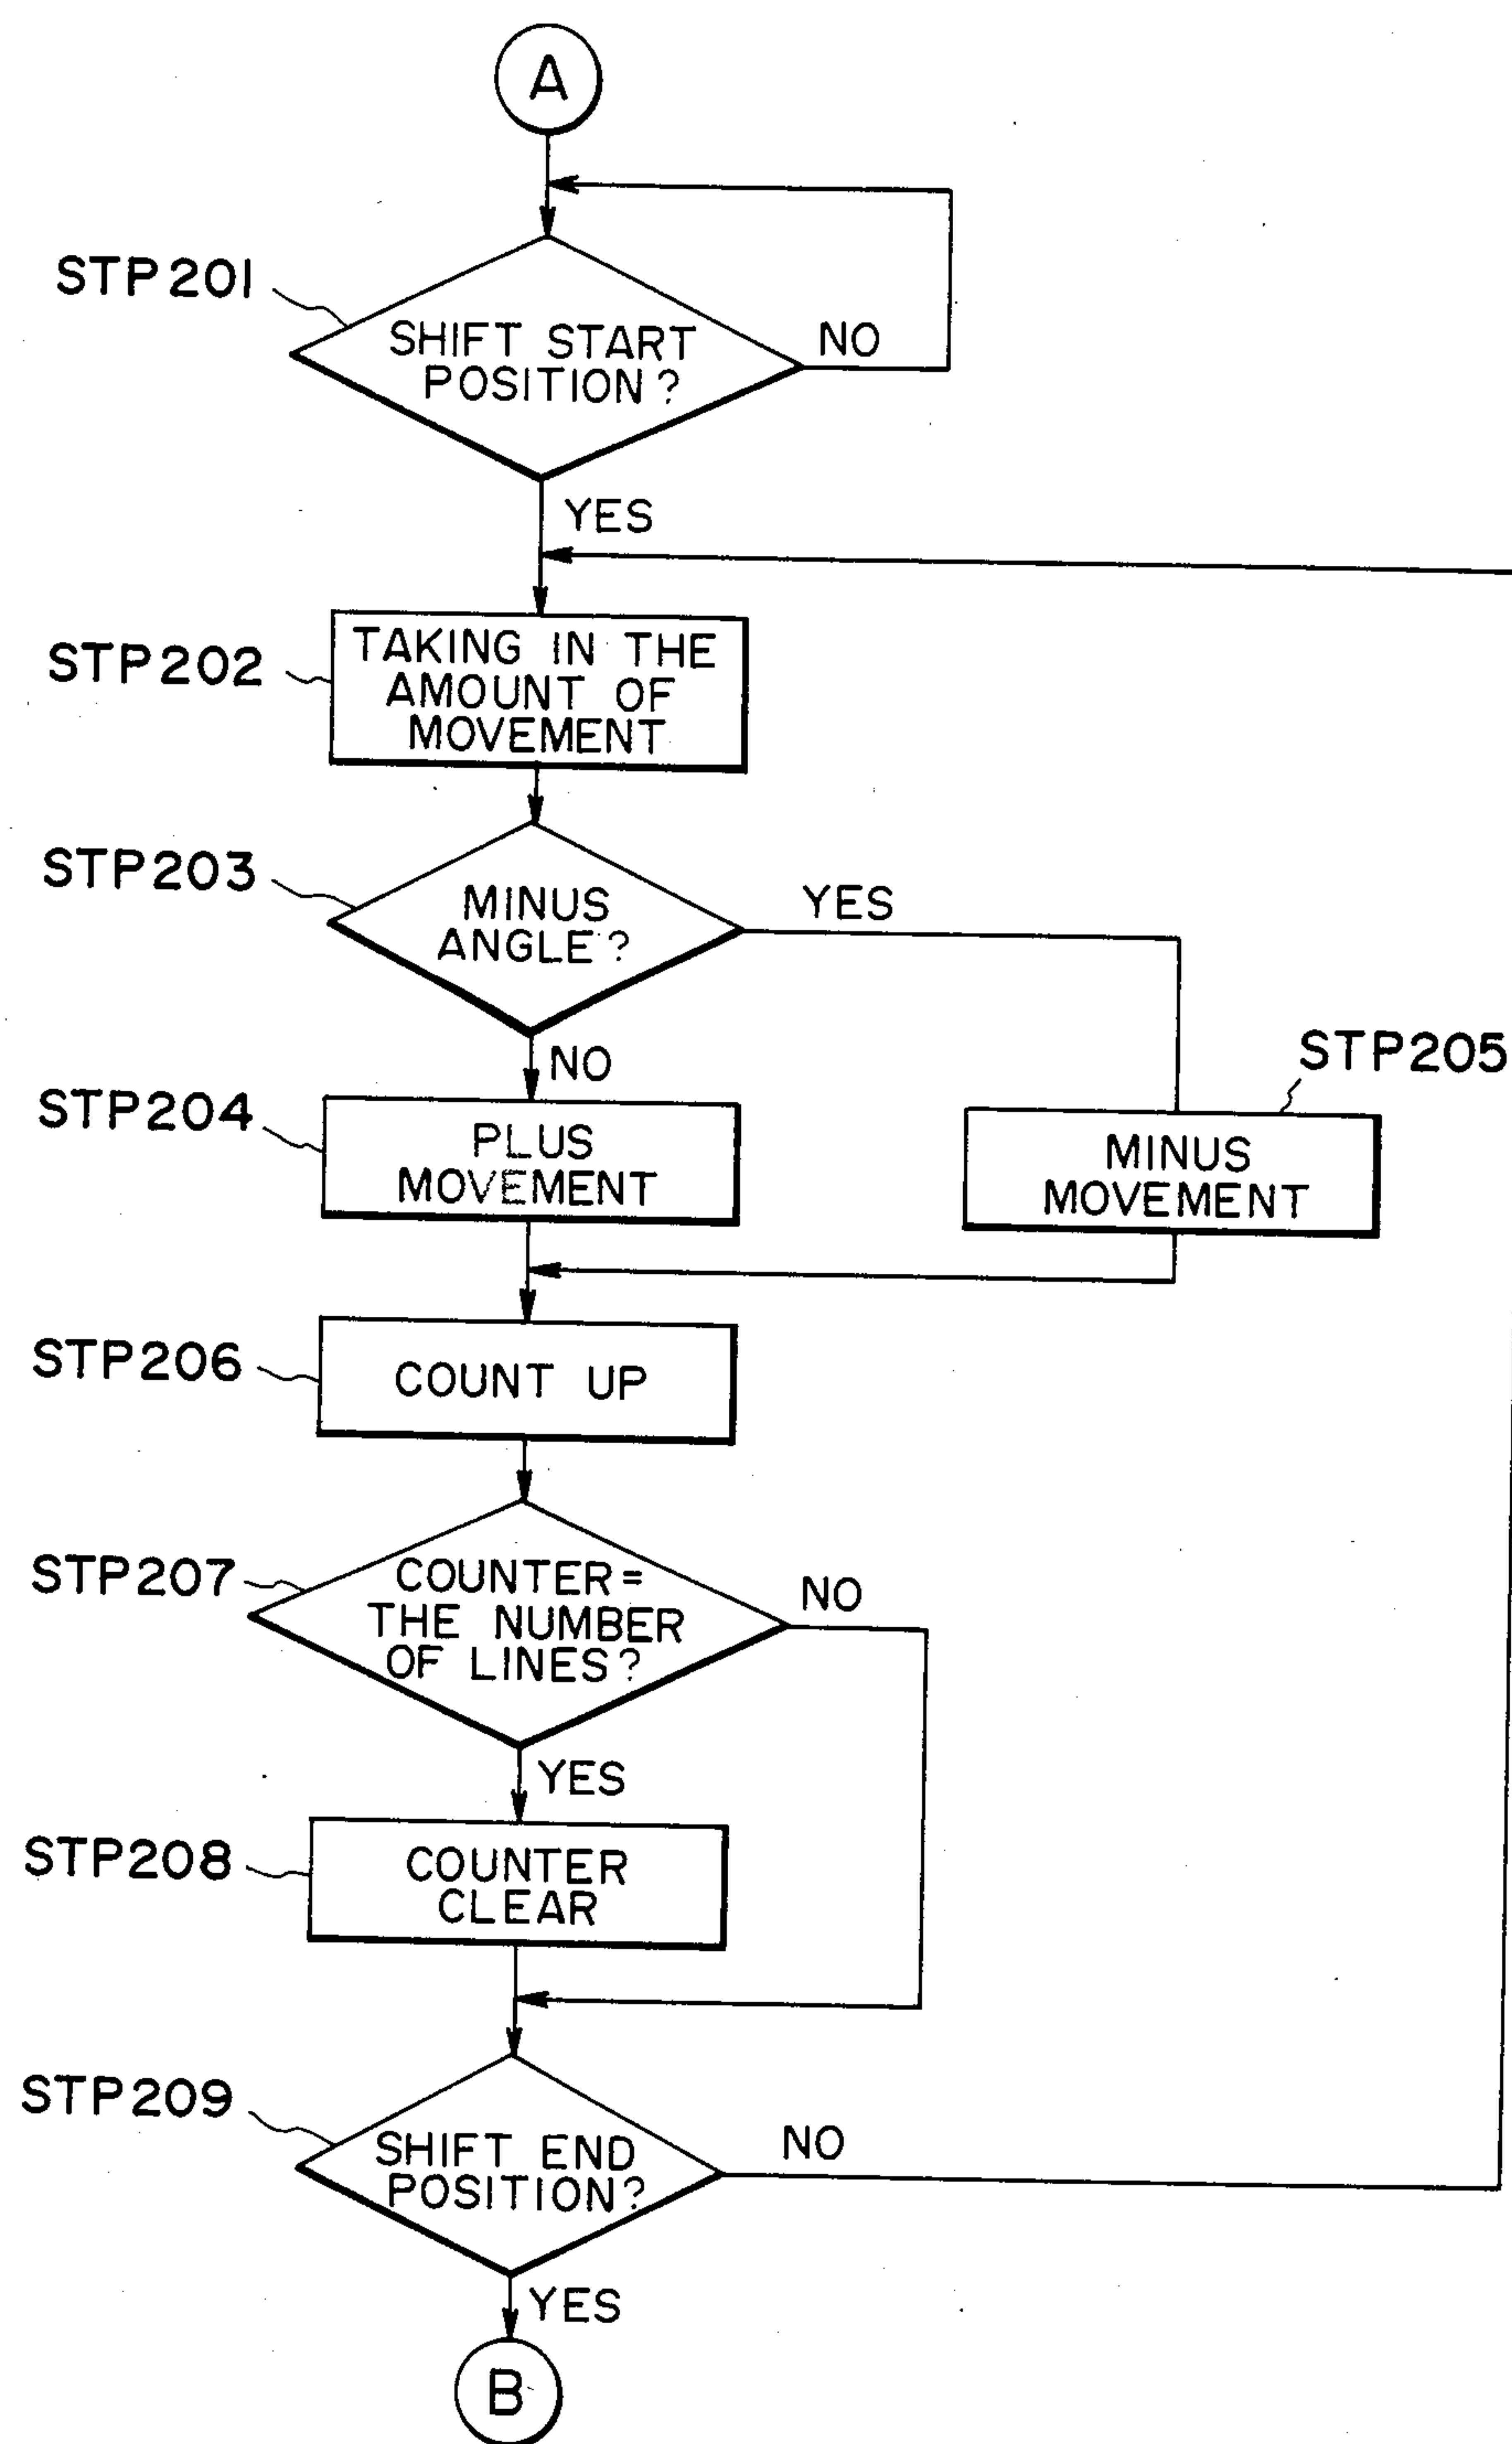 A
STP201
SHIFT START
POSITION?
NO
YES
STP202
TAKING IN THE
AMOUNT OF
MOVEMENT
STP203
MINUS
ANGLE?
YES
NO
STP204
PLUS
MOVEMENT
STP205
MINUS
MOVEMENT
STP206
COUNT UP
STP207
COUNTER=
THE NUMBER
OF LINES?
NO
YES
STP208
COUNTER
CLEAR
STP209
SHIFT END
POSITION?
NO
YES
B